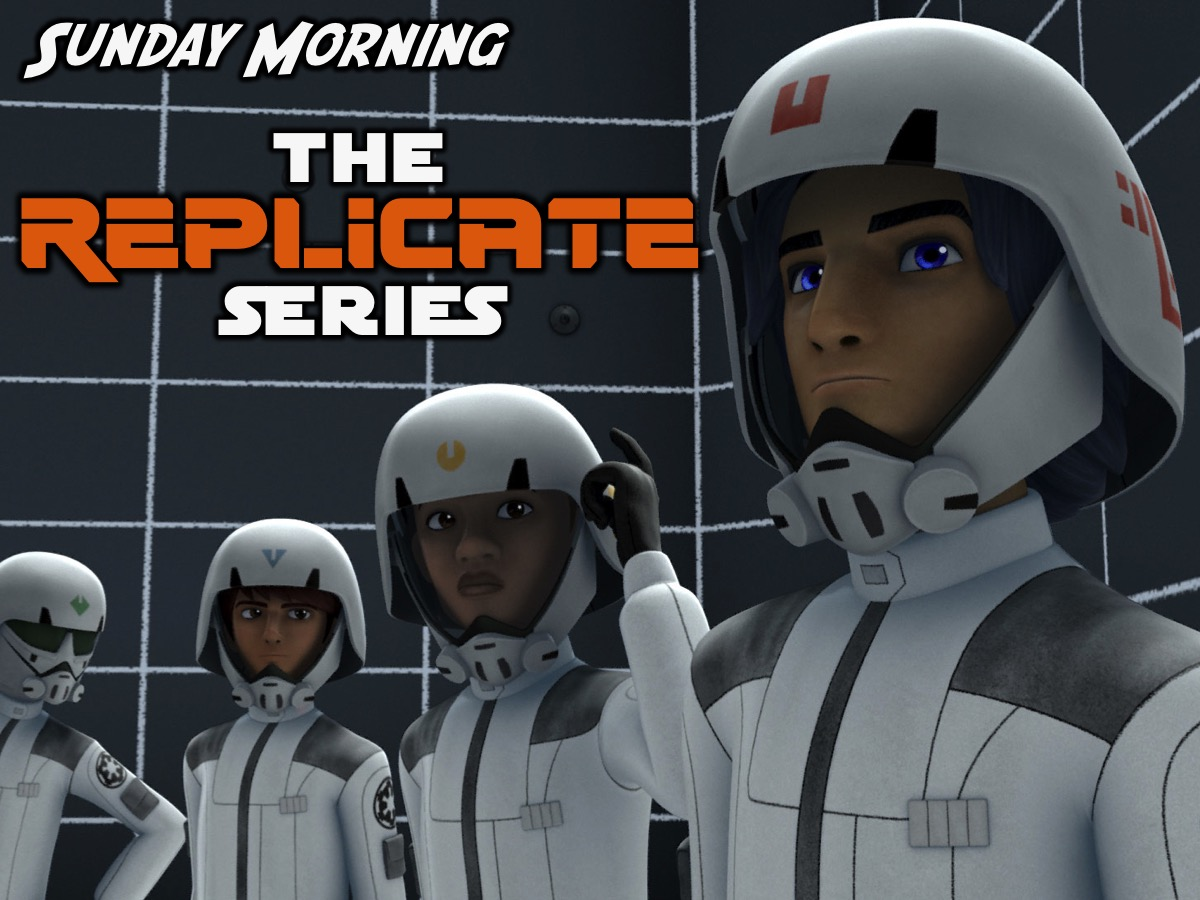 SUNDAY MORNING
THE
REPLiCATE
SERIES